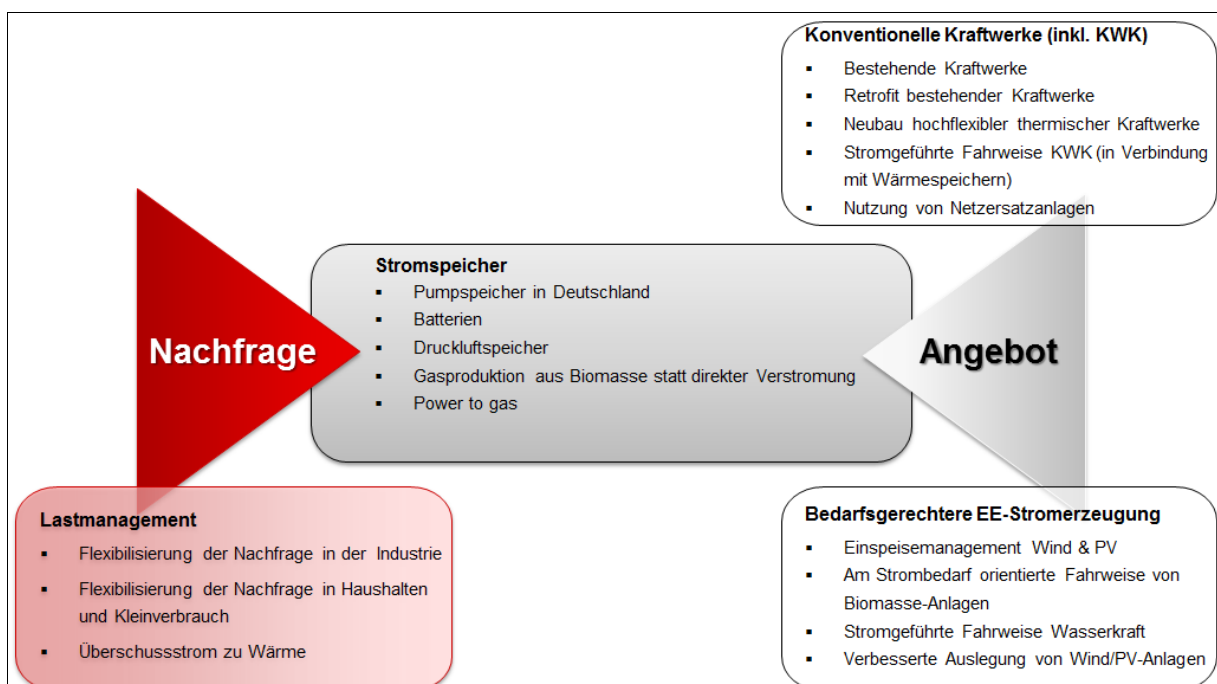 Konventionelle Kraftwerke (inkl. KWK)
▪ Bestehende Kraftwerke
▪ Retrofit bestehender Kraftwerke
▪ Neubau hochflexibler thermischer Kraftwerke
▪ Stromgeführte Fahrweise KWK (in Verbindung
mit Wärmespeichern)
▪ Nutzung von Netzersatzanlagen
Nachfrage
Stromspeicher
▪ Pumpspeicher in Deutschland
▪ Batterien
▪ Druckluftspeicher
▪ Gasproduktion aus Biomasse statt direkter Verstromung
▪ Power to gas
Angebot
Lastmanagement
▪ Flexibilisierung der Nachfrage in der Industrie
▪ Flexibilisierung der Nachfrage in Haushalten
und Kleinverbrauch
▪ Überschussstrom zu Wärme
Bedarfsgerechtere EE-Stromerzeugung
▪ Einspeisemanagement Wind & PV
▪ Am Strombedarf orientierte Fahrweise von
Biomasse-Anlagen
▪ Stromgeführte Fahrweise Wasserkraft
▪ Verbesserte Auslegung von Wind/PV-Anlagen